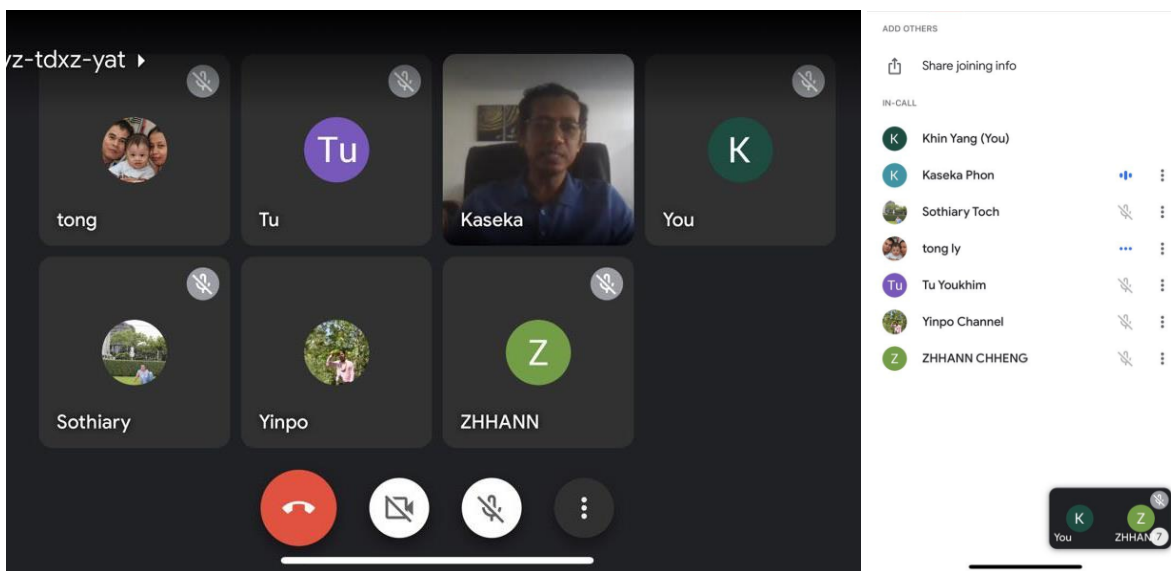 yz-tdxz-yat
tong
Tu
Tu
Kaseka
K
You
Sothiary
Yinpo
Z
ZHHANN
ADD OTHERS
Share joining info
IN-CALL
K Khin Yang (You)
K Kaseka Phon
Sothiary Toch
tong ly
Tu Tu Youkhim
Yinpo Channel
Z ZHHANN CHHENG
K
You
Z
ZHHAN 7